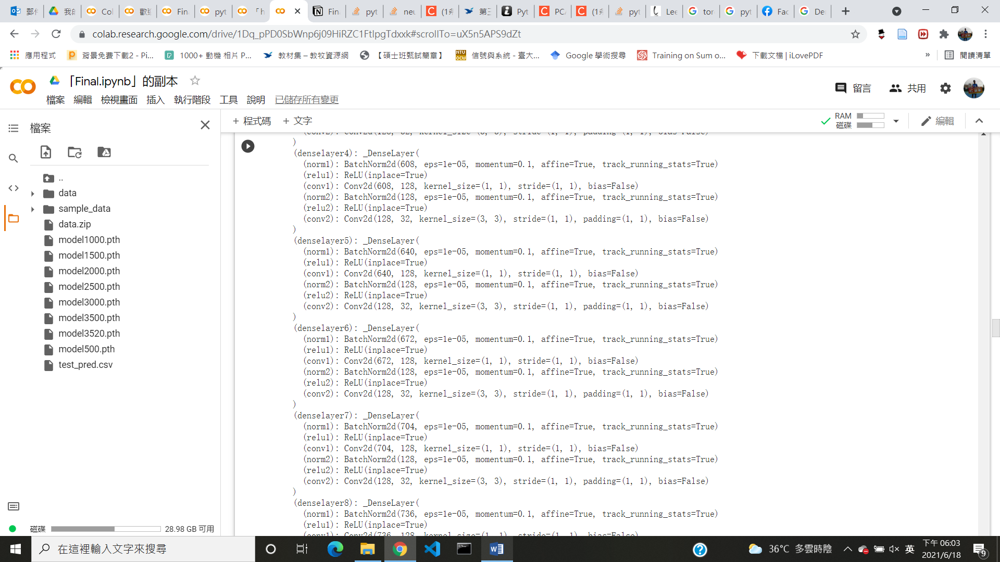 郵件
我的
Col
歡迎
Fina
pyt
「h
Fin
pyt
neu
(1條
第三
Pyt
PCA
(1條
pyt
Lee
tor
pyt
Fac
De
colab.research.google.com/drive/1Dq_pPD0SbWnp6j09HiRZC1FtlpgTdxxk#scrollTo=uX5n5APS9dZt
應用程式
背景免費下載2 - Pi...
1000+ 動機 相片 P...
教材集 – 教牧資源網
【碩士班甄試簡章】
信號與系統 - 臺大...
Google 學術搜尋
Training on Sum o...
下載文檔 | iLovePDF
»
閱讀清單
「Final.ipynb」的副本
檔案 編輯 檢視畫面 插入 執行階段 工具 說明 已儲存所有變更
留言
共用
檔案
+ 程式碼 + 文字
RAM
磁碟
編輯
..
data
sample_data
data.zip
model1000.pth
model1500.pth
model2000.pth
model2500.pth
model3000.pth
model3500.pth
model3520.pth
model500.pth
test_pred.csv
磁碟 28.98 GB 可用
(conv2): Conv2d(128, 32, kernel_size=(3, 3), stride=(1, 1), padding=(1, 1), bias=False)
)
(denselayer4): _DenseLayer(
(norm1): BatchNorm2d(608, eps=1e-05, momentum=0.1, affine=True, track_running_stats=True)
(relu1): ReLU(inplace=True)
(conv1): Conv2d(608, 128, kernel_size=(1, 1), stride=(1, 1), bias=False)
(norm2): BatchNorm2d(128, eps=1e-05, momentum=0.1, affine=True, track_running_stats=True)
(relu2): ReLU(inplace=True)
(conv2): Conv2d(128, 32, kernel_size=(3, 3), stride=(1, 1), padding=(1, 1), bias=False)
)
(denselayer5): _DenseLayer(
(norm1): BatchNorm2d(640, eps=1e-05, momentum=0.1, affine=True, track_running_stats=True)
(relu1): ReLU(inplace=True)
(conv1): Conv2d(640, 128, kernel_size=(1, 1), stride=(1, 1), bias=False)
(norm2): BatchNorm2d(128, eps=1e-05, momentum=0.1, affine=True, track_running_stats=True)
(relu2): ReLU(inplace=True)
(conv2): Conv2d(128, 32, kernel_size=(3, 3), stride=(1, 1), padding=(1, 1), bias=False)
)
(denselayer6): _DenseLayer(
(norm1): BatchNorm2d(672, eps=1e-05, momentum=0.1, affine=True, track_running_stats=True)
(relu1): ReLU(inplace=True)
(conv1): Conv2d(672, 128, kernel_size=(1, 1), stride=(1, 1), bias=False)
(norm2): BatchNorm2d(128, eps=1e-05, momentum=0.1, affine=True, track_running_stats=True)
(relu2): ReLU(inplace=True)
(conv2): Conv2d(128, 32, kernel_size=(3, 3), stride=(1, 1), padding=(1, 1), bias=False)
)
(denselayer7): _DenseLayer(
(norm1): BatchNorm2d(704, eps=1e-05, momentum=0.1, affine=True, track_running_stats=True)
(relu1): ReLU(inplace=True)
(conv1): Conv2d(704, 128, kernel_size=(1, 1), stride=(1, 1), bias=False)
(norm2): BatchNorm2d(128, eps=1e-05, momentum=0.1, affine=True, track_running_stats=True)
(relu2): ReLU(inplace=True)
(conv2): Conv2d(128, 32, kernel_size=(3, 3), stride=(1, 1), padding=(1, 1), bias=False)
)
(denselayer8): _DenseLayer(
(norm1): BatchNorm2d(736, eps=1e-05, momentum=0.1, affine=True, track_running_stats=True)
(relu1): ReLU(inplace=True)
(conv1): Conv2d(736, 128, kernel_size=(1, 1), stride=(1, 1), bias=False)
在這裡輸入文字來搜尋
36°C 多雲時陰
英
下午 06:03
2021/6/18
9